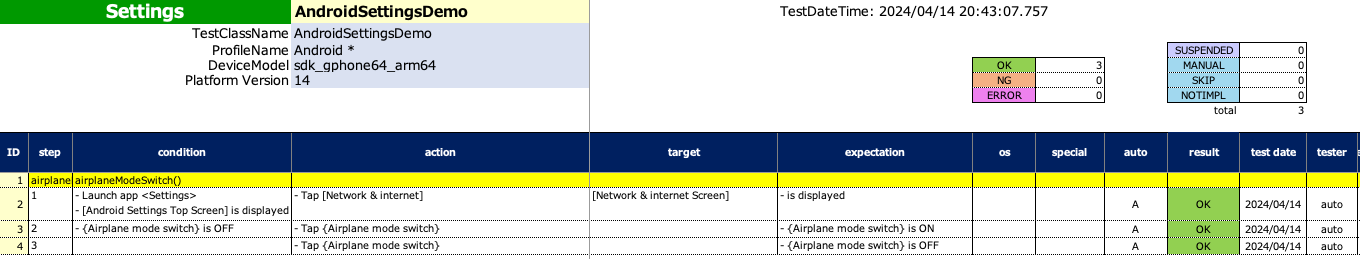 Settings AndroidSettingsDemo TestDateTime: 2024/04/14 20:43:07.757
TestClassName AndroidSettingsDemo
ProfileName Android * SUSPENDED 0
DeviceModel sdk_gphone64_arm64 OK 3 MANUAL 0
Platform Version 14 NG 0 SKIP 0
ERROR 0 NOTIMPL 0
total 3
ID step condition action target expectation os special auto result test date tester
1 airplane airplaneModeSwitch()
2 1 - Launch app <Settings> - Tap [Network & internet] [Network & internet Screen] - is displayed A OK 2024/04/14 auto
- [Android Settings Top Screen] is displayed
3 2 - {Airplane mode switch} is OFF - Tap {Airplane mode switch} - {Airplane mode switch} is ON A OK 2024/04/14 auto
4 3 - Tap {Airplane mode switch} - {Airplane mode switch} is OFF A OK 2024/04/14 auto